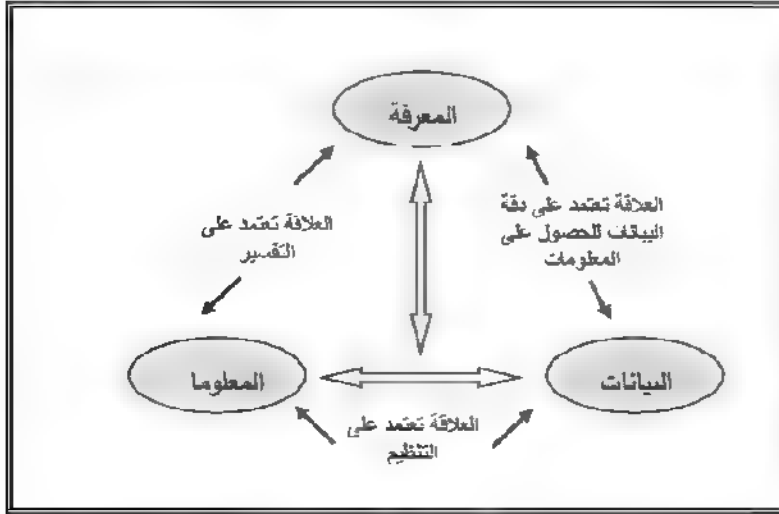 المعرفة
العلاقة تعتمد على دقة
البيانات للحصول على
المعلومات
العلاقة تعتمد على
التفسير
البيانات
المعلوما
العلاقة تعتمد على
التنظيم